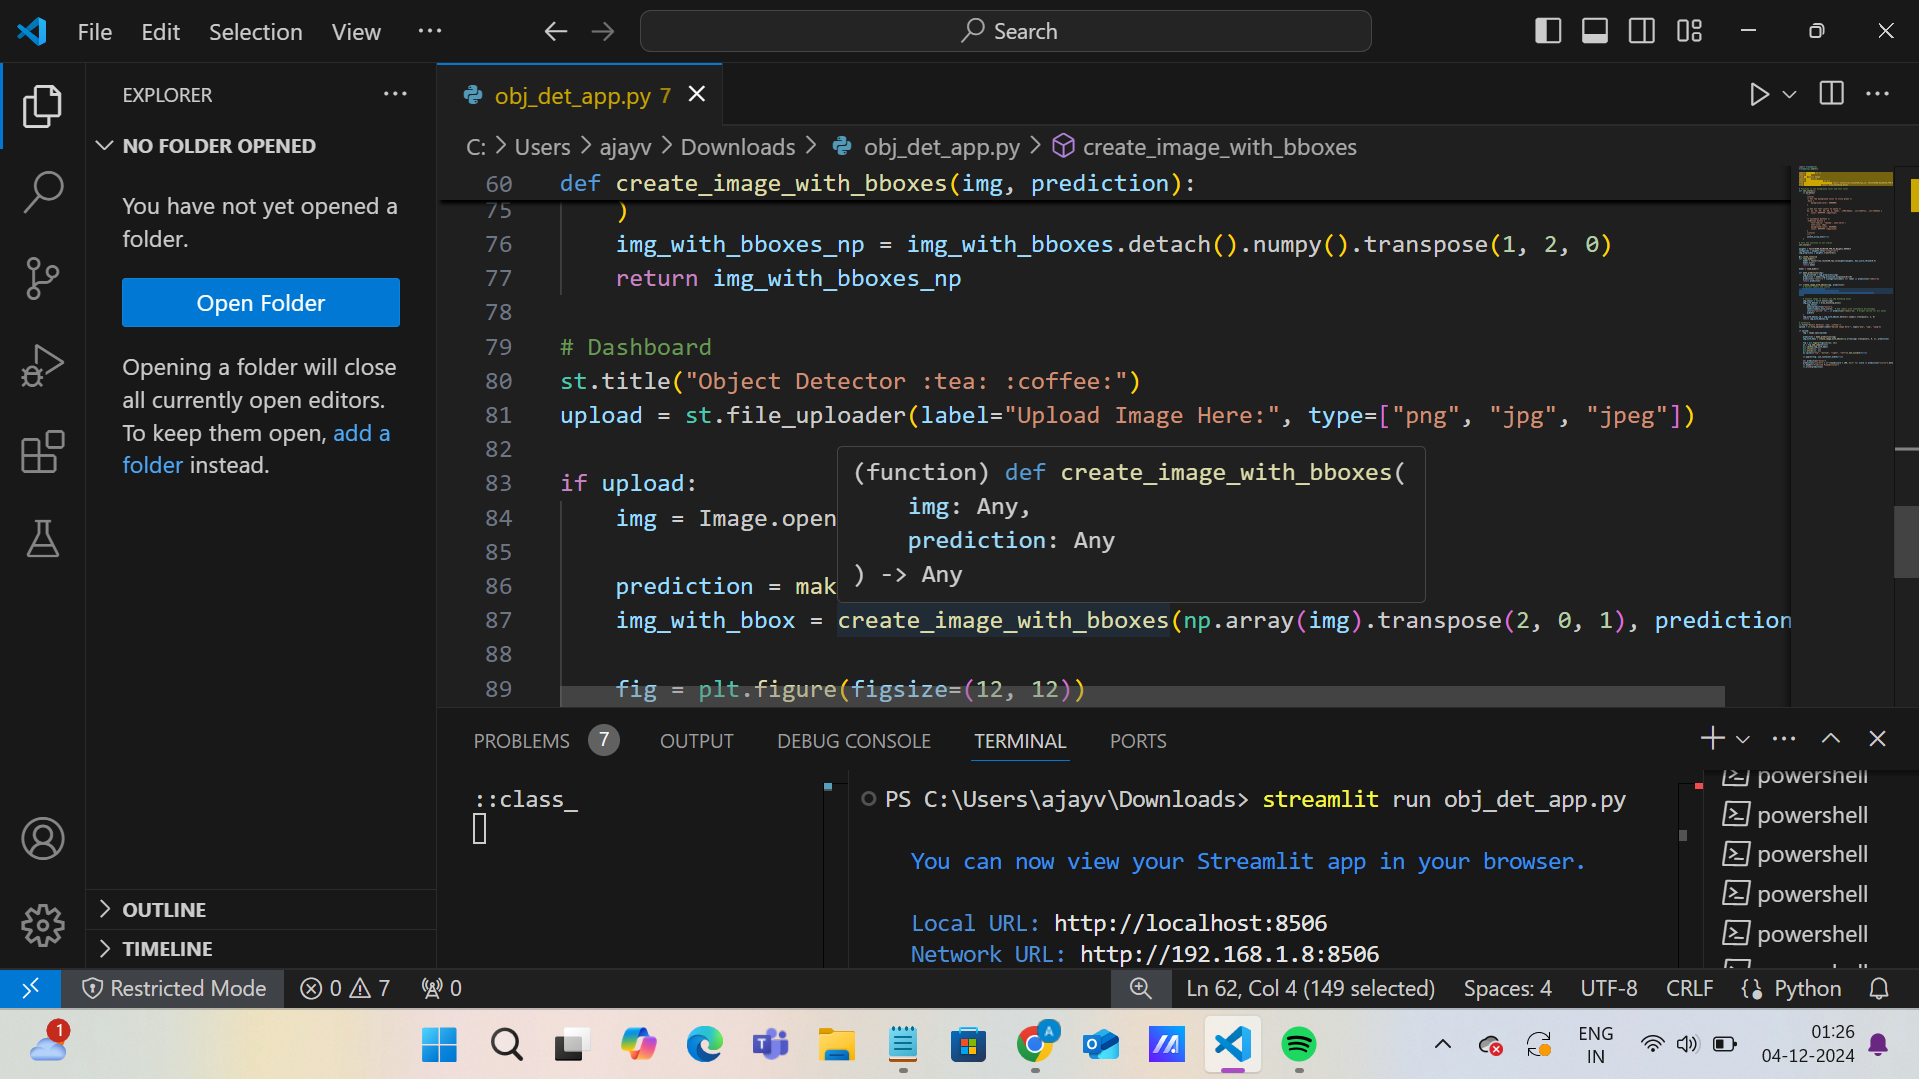 File Edit Selection View ··· Search
EXPLORER ···
NO FOLDER OPENED
You have not yet opened a
folder.
Open Folder
Opening a folder will close
all currently open editors.
To keep them open, add a
folder instead.
OUTLINE
TIMELINE
obj_det_app.py 7
C: > Users > ajayv > Downloads > obj_det_app.py > create_image_with_bboxes
60 def create_image_with_bboxes(img, prediction):
75 )
76 img_with_bboxes_np = img_with_bboxes.detach().numpy().transpose(1, 2, 0)
77 return img_with_bboxes_np
78
79 # Dashboard
80 st.title("Object Detector :tea: :coffee:")
81 upload = st.file_uploader(label="Upload Image Here:", type=["png", "jpg", "jpeg"])
82
83 if upload:
84 img = Image.open
85
86 prediction = mak
87 img_with_bbox = create_image_with_bboxes(np.array(img).transpose(2, 0, 1), prediction
88
89 fig = plt.figure(figsize=(12, 12))
(function) def create_image_with_bboxes(
img: Any,
prediction: Any
) -> Any
PROBLEMS 7 OUTPUT DEBUG CONSOLE TERMINAL PORTS
::class_
PS C:\Users\ajayv\Downloads> streamlit run obj_det_app.py
You can now view your Streamlit app in your browser.
Local URL: http://localhost:8506
Network URL: http://192.168.1.8:8506
powershell
powershell
powershell
powershell
powershell
Restricted Mode 0 7 0 Ln 62, Col 4 (149 selected) Spaces: 4 UTF-8 CRLF Python
1
A
ENG
IN
01:26
04-12-2024